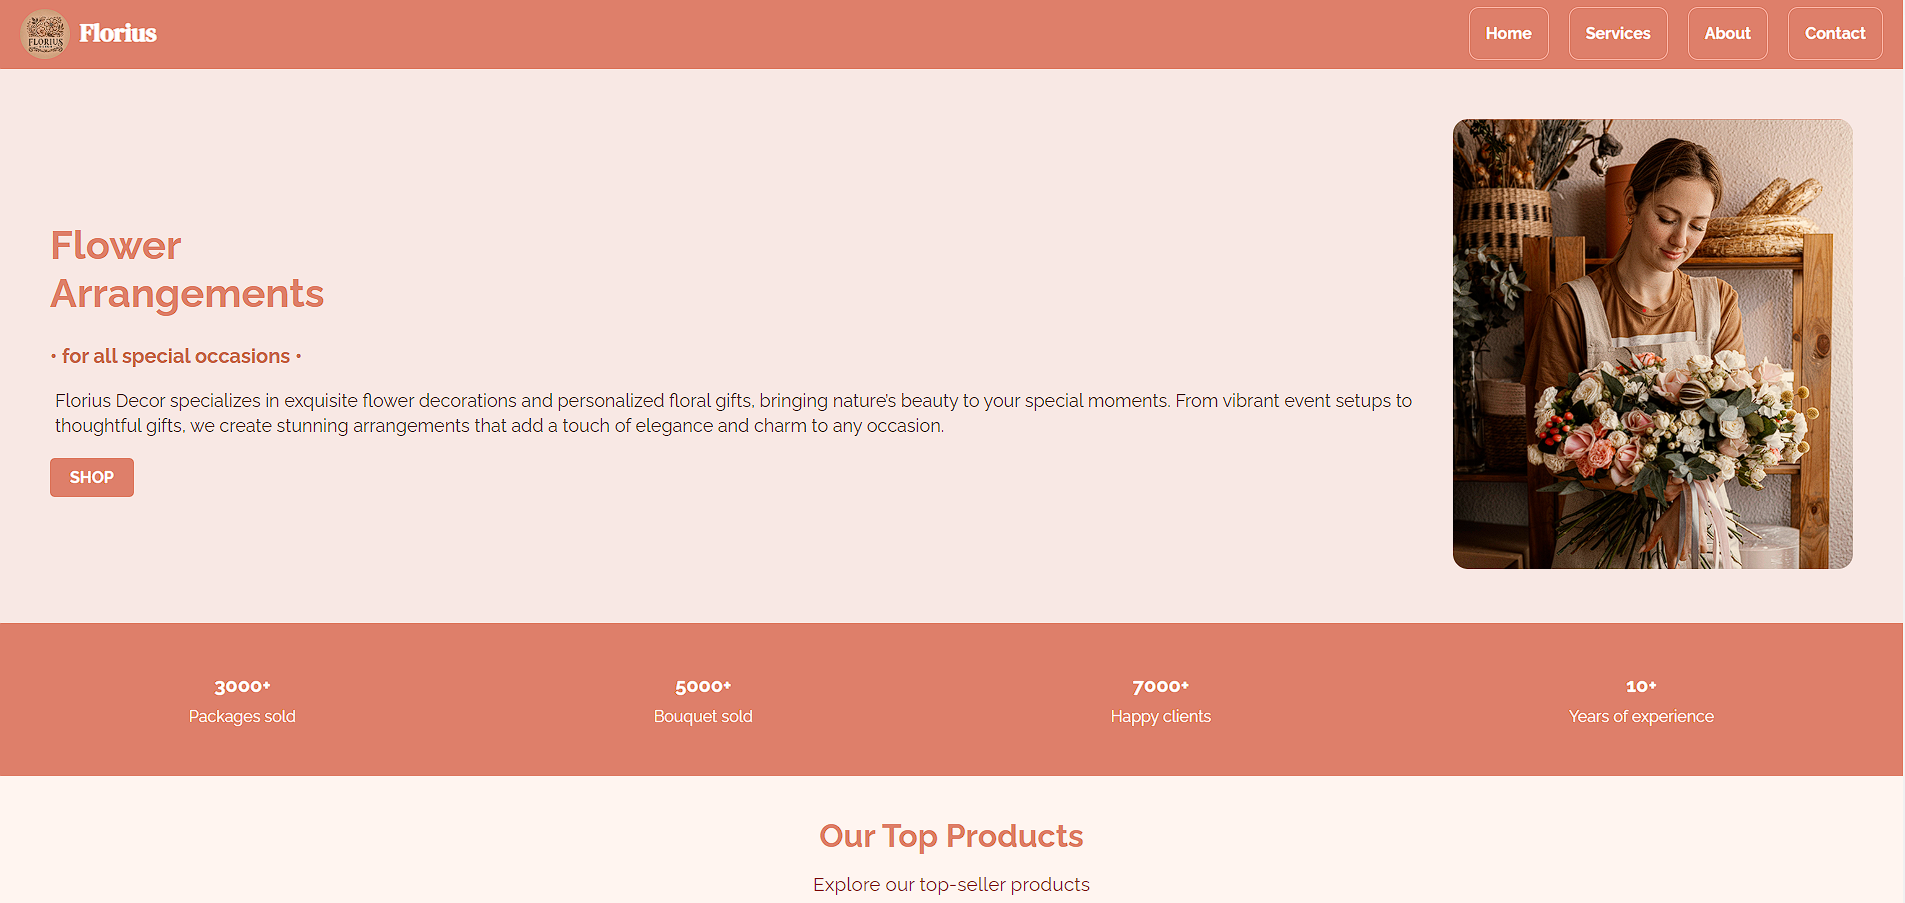 FLORIUS
Florius
Home
Services
About
Contact
Flower
Arrangements
• for all special occasions •
Florius Decor specializes in exquisite flower decorations and personalized floral gifts, bringing nature's beauty to your special moments. From vibrant event setups to
thoughtful gifts, we create stunning arrangements that add a touch of elegance and charm to any occasion.
SHOP
3000+
Packages sold
5000+
Bouquet sold
7000+
Happy clients
10+
Years of experience
Our Top Products
Explore our top-seller products